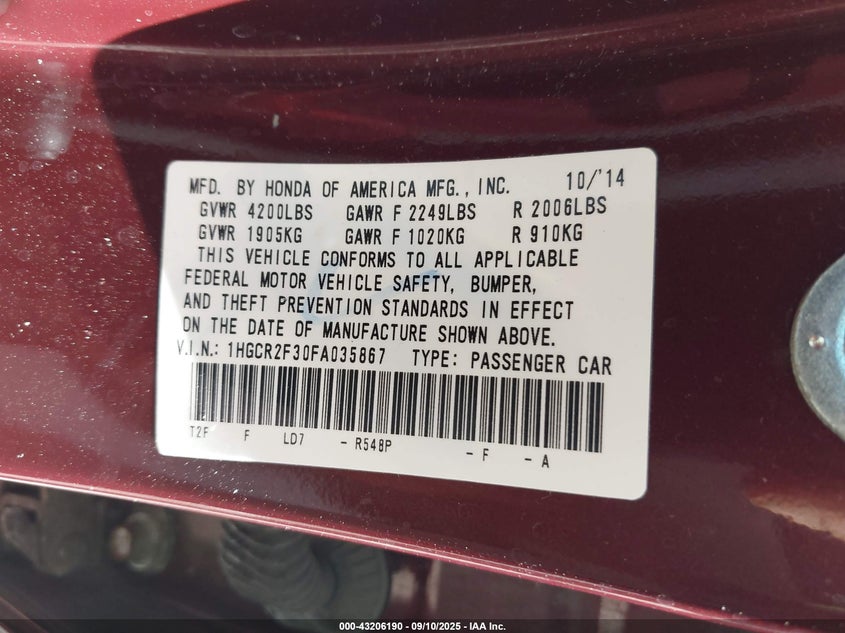 MFD. BY HONDA OF AMERICA MFG., INC. 10/'14
GVWR 4200LBS GAWR F 2249LBS R 2006LBS
GVWR 1905KG GAWR F 1020KG R 910KG
THIS VEHICLE CONFORMS TO ALL APPLICABLE
FEDERAL MOTOR VEHICLE SAFETY, BUMPER,
AND THEFT PREVENTION STANDARDS IN EFFECT
ON THE DATE OF MANUFACTURE SHOWN ABOVE.
V.I.N.: 1HGCR2F30FA035867 TYPE: PASSENGER CAR
T2F F LD7 - R548P - F - A
000-43206190 - 09/10/2025 - IAA Inc.